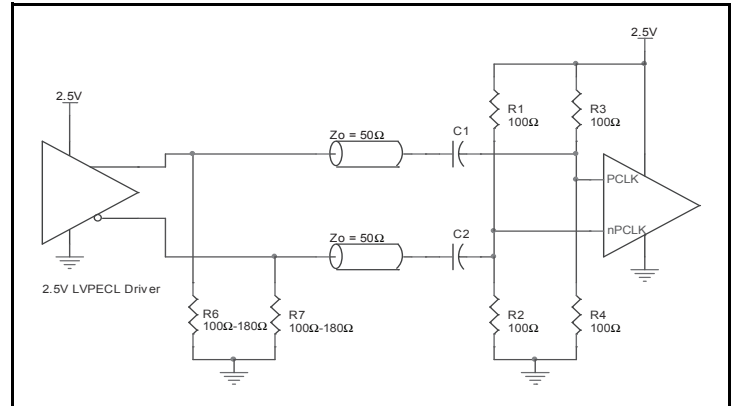 2.5V
2.5V
R1
100Ω
R3
100Ω
Zo = 50Ω
C1
PCLK
Zo = 50Ω
C2
nPCLK
2.5V LVPECL Driver
R6
100Ω-180Ω
R7
100Ω-180Ω
R2
100Ω
R4
100Ω